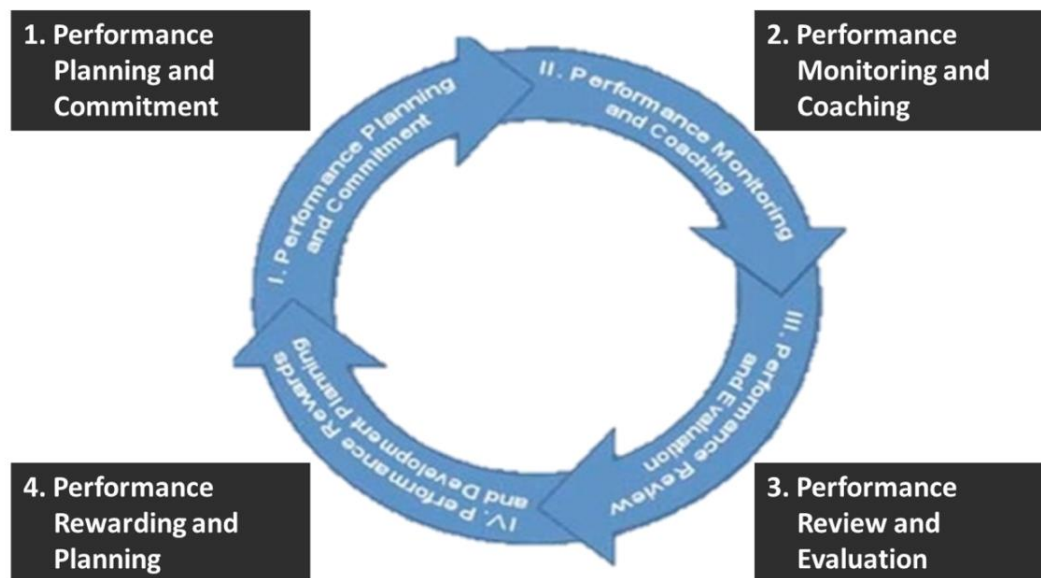 1. Performance
Planning and
Commitment
2. Performance
Monitoring and
Coaching
I. Performance Planning
and Commitment
II. Performance Monitoring
and Coaching
III. Performance Review
and Evaluation
IV. Performance Rewards
and Development Planning
4. Performance
Rewarding and
Planning
3. Performance
Review and
Evaluation